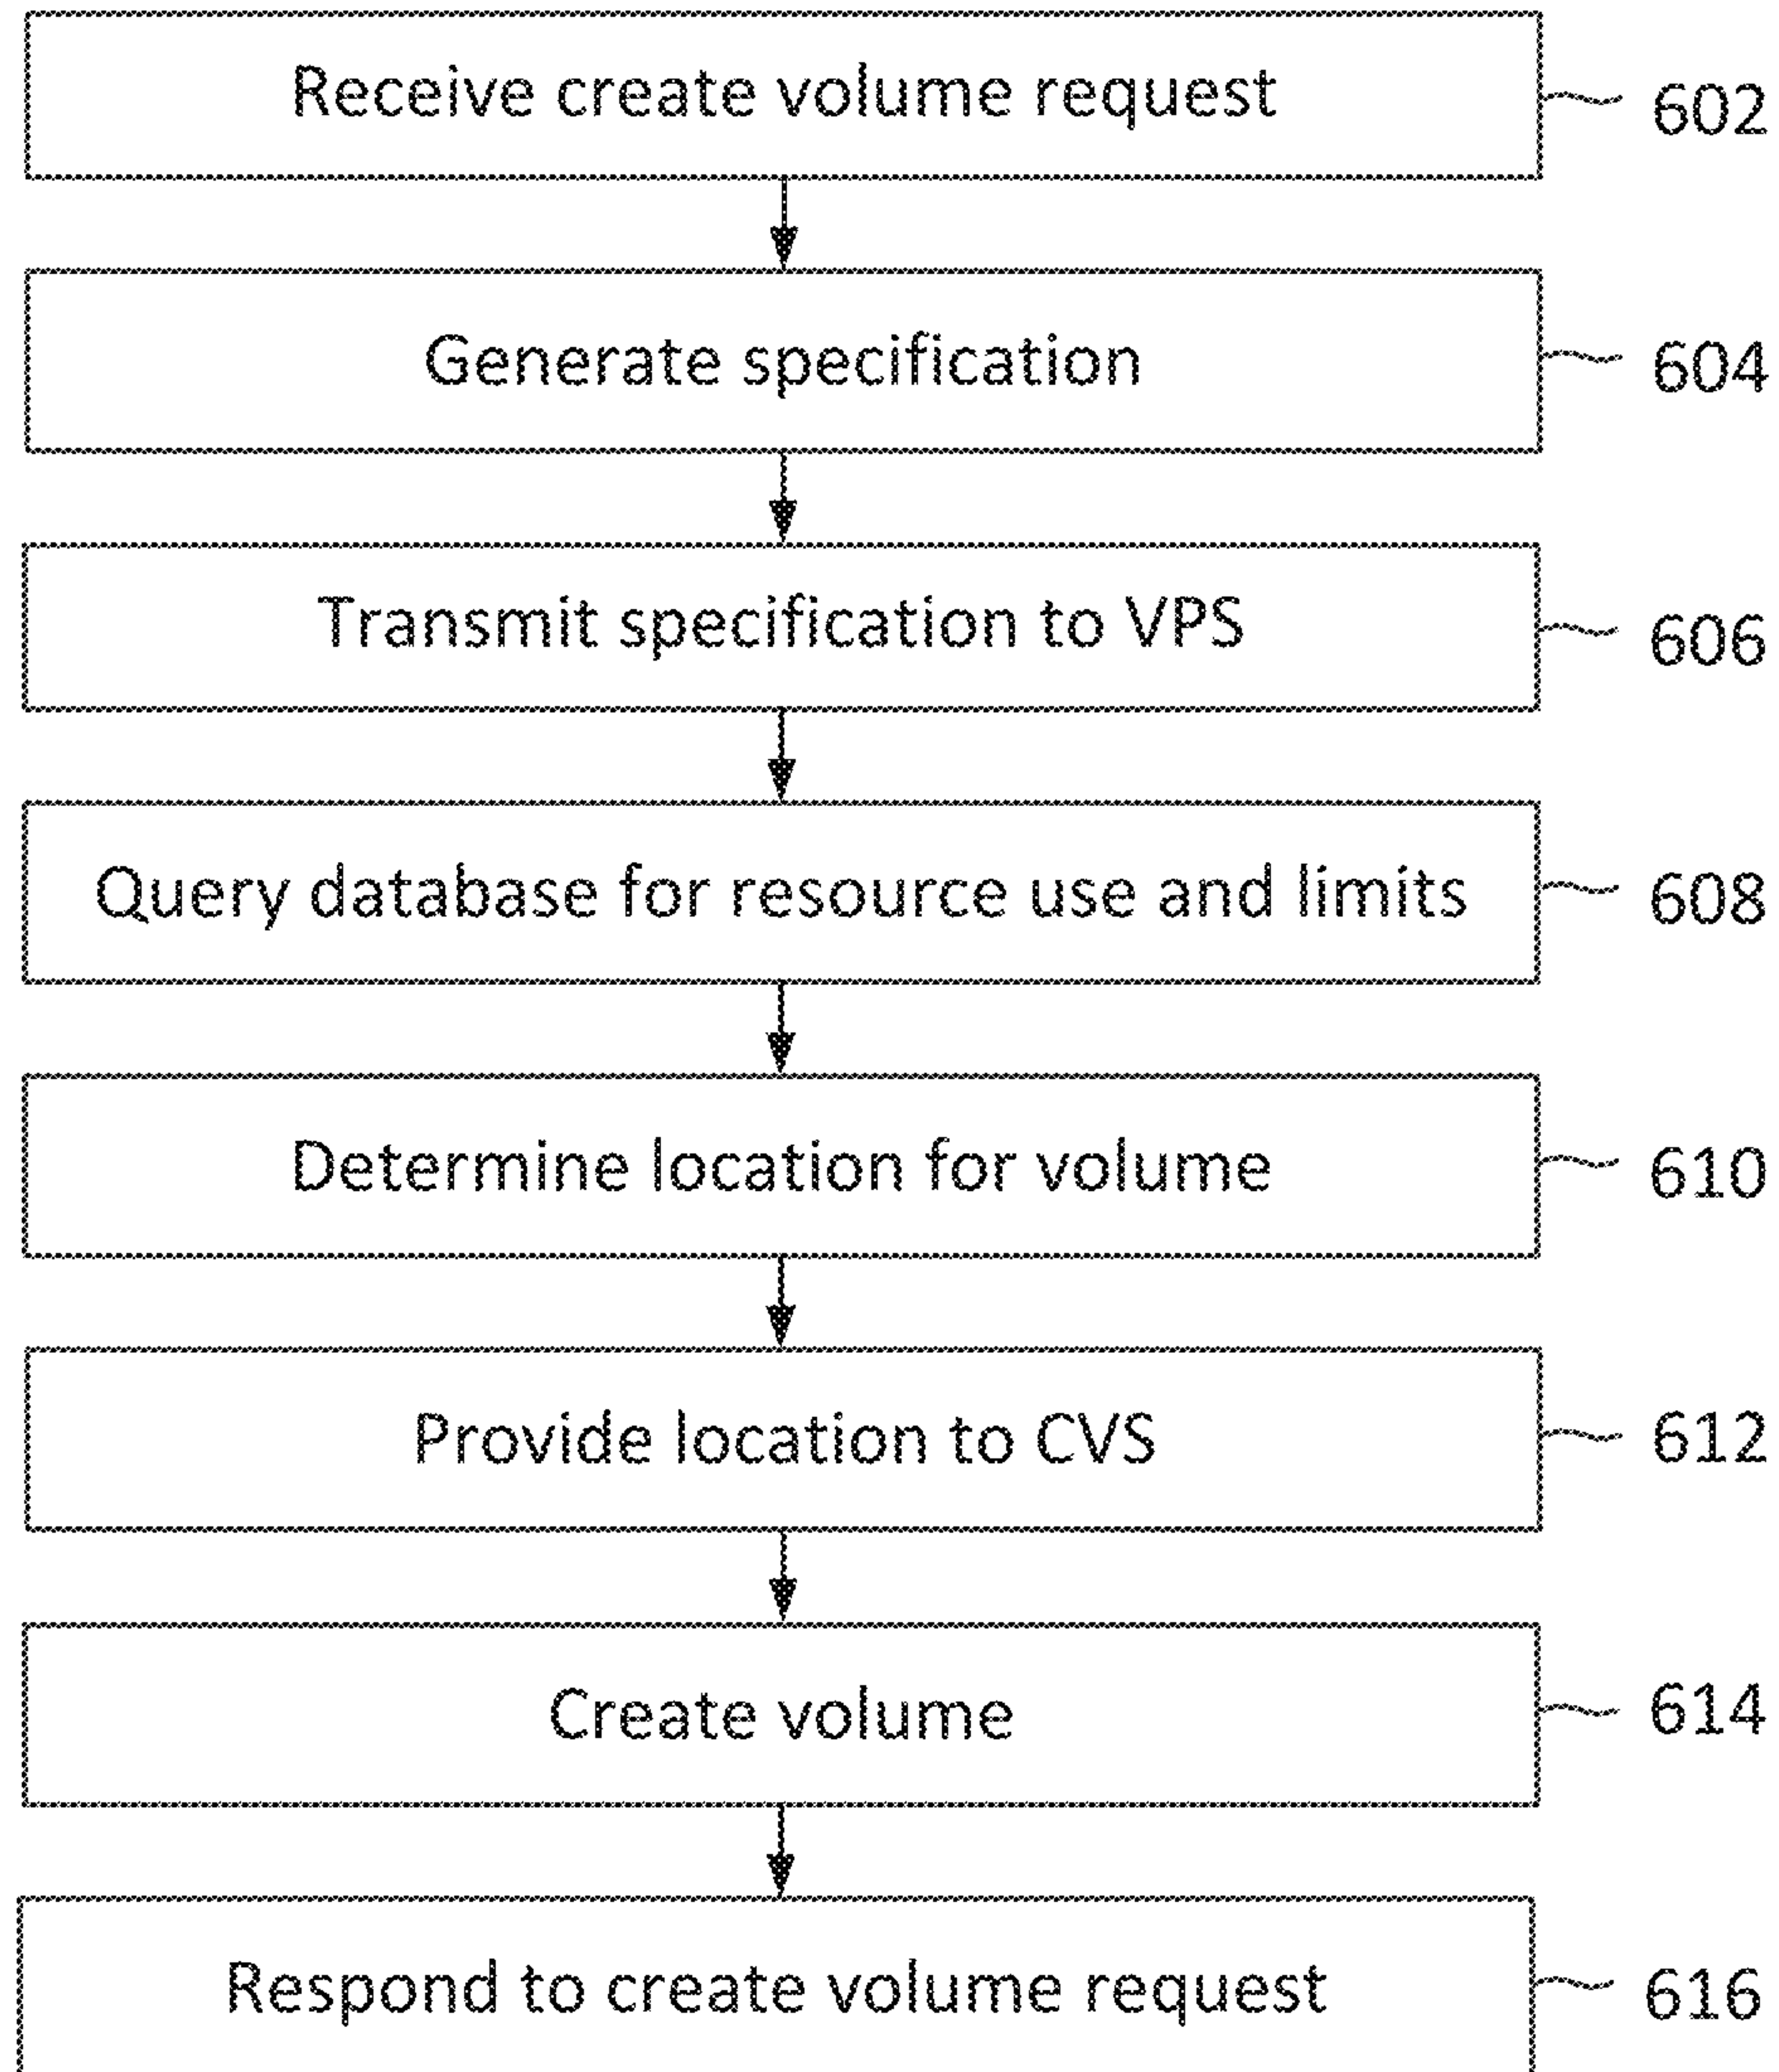 Receive create volume request
602
Generate specification
604
Transmit specification to VPS
606
Query database for resource use and limits
608
Determine location for volume
610
Provide location to CVS
612
Create volume
614
Respond to create volume request
616